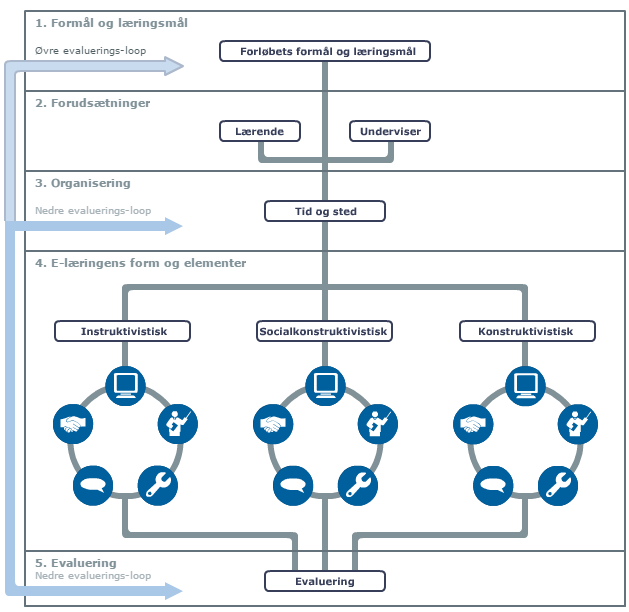 1. Formål og læringsmål
Øvre evaluerings-loop
Forløbets formål og læringsmål
2. Forudsætninger
Lærende
Underviser
3. Organisering
Nedre evaluerings-loop
Tid og sted
4. E-læringens form og elementer
Instruktivistisk
Socialkonstruktivistisk
Konstruktivistisk
5. Evaluering
Nedre evaluerings-loop
Evaluering